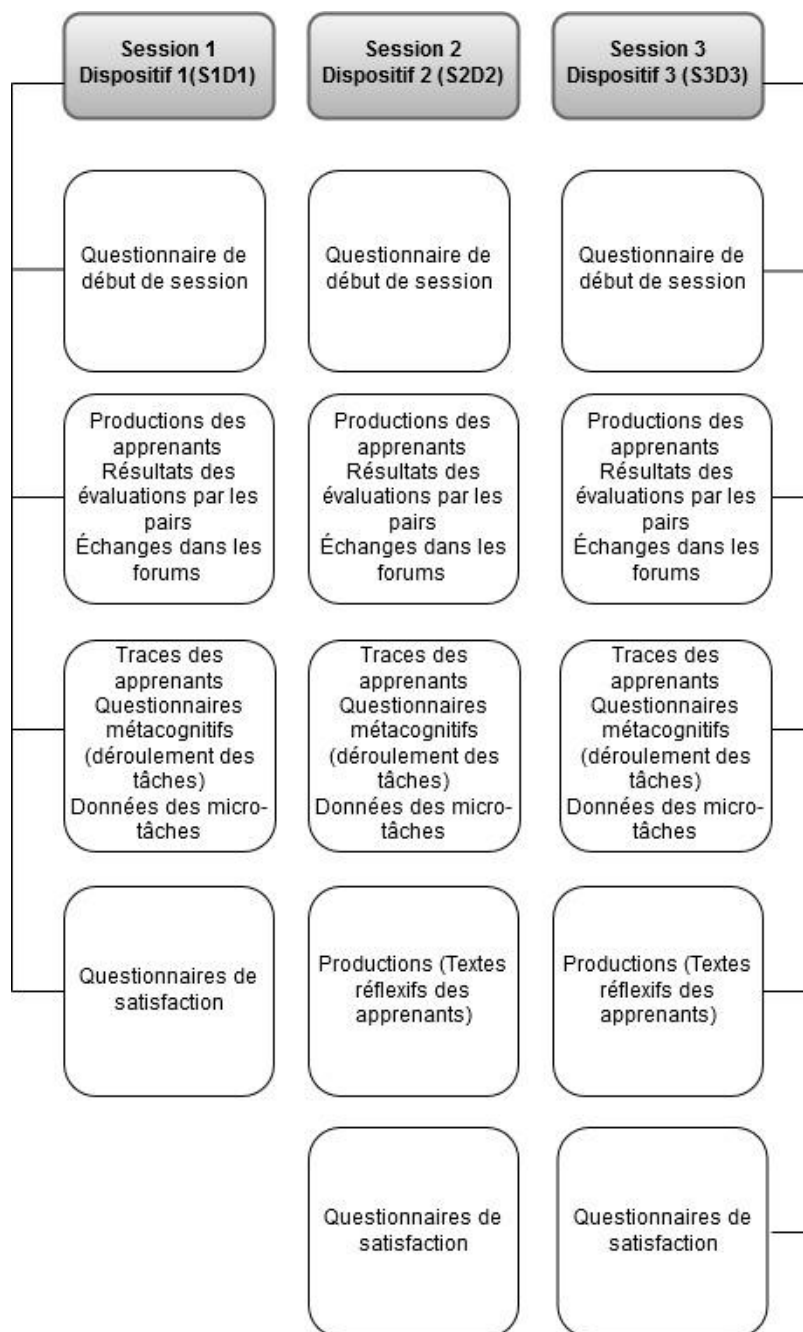 Session 1
Dispositif 1(S1D1)
Session 2
Dispositif 2 (S2D2)
Session 3
Dispositif 3 (S3D3)
Questionnaire de
début de session
Questionnaire de
début de session
Questionnaire de
début de session
Productions des
apprenants
Résultats des
évaluations par les
pairs
Échanges dans les
forums
Productions des
apprenants
Résultats des
évaluations par les
pairs
Échanges dans les
forums
Productions des
apprenants
Résultats des
évaluations par les
pairs
Échanges dans les
forums
Traces des
apprenants
Questionnaires
métacognitifs
(déroulement des
tâches)
Données des micro-
tâches
Traces des
apprenants
Questionnaires
métacognitifs
(déroulement des
tâches)
Données des micro-
tâches
Traces des
apprenants
Questionnaires
métacognitifs
(déroulement des
tâches)
Données des micro-
tâches
Questionnaires de
satisfaction
Productions (Textes
réflexifs des
apprenants)
Productions (Textes
réflexifs des
apprenants)
Questionnaires de
satisfaction
Questionnaires de
satisfaction